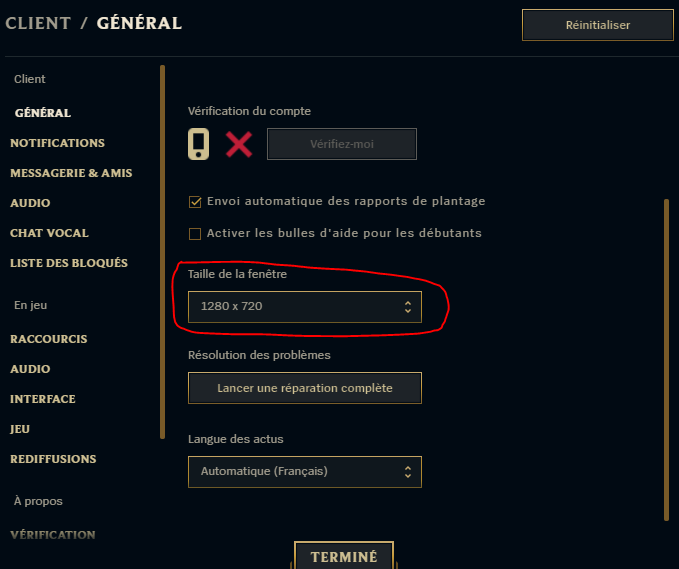 CLIENT / GÉNÉRAL
Réinitialiser
Client
GÉNÉRAL
NOTIFICATIONS
MESSAGERIE & AMIS
AUDIO
CHAT VOCAL
LISTE DES BLOQUÉS
En jeu
RACCOURCIS
AUDIO
INTERFACE
JEU
REDIFFUSIONS
À propos
VÉRIFICATION
Vérification du compte
Vérifiez-moi
Envoi automatique des rapports de plantage
Activer les bulles d'aide pour les débutants
Taille de la fenêtre
1280 x 720
Résolution des problèmes
Lancer une réparation complète
Langue des actus
Automatique (Français)
TERMINÉ